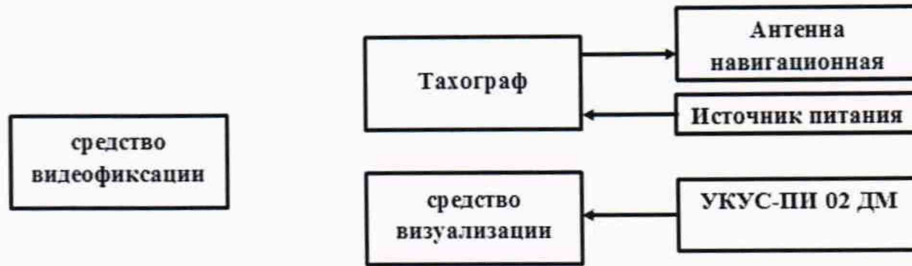 Антенна
навигационная
Тахограф
Источник питания
средство
видеофиксации
средство
визуализации
УКУС-ПИ 02 ДМ